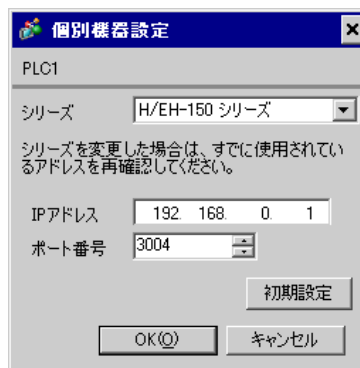 個別機器設定
PLC1
シリーズ H/EH-150 シリーズ
シリーズを変更した場合は、すでに使用されてい
るアドレスを再確認してください。
IPアドレス 192. 168. 0. 1
ポート番号 3004
初期設定
OK(O) キャンセル